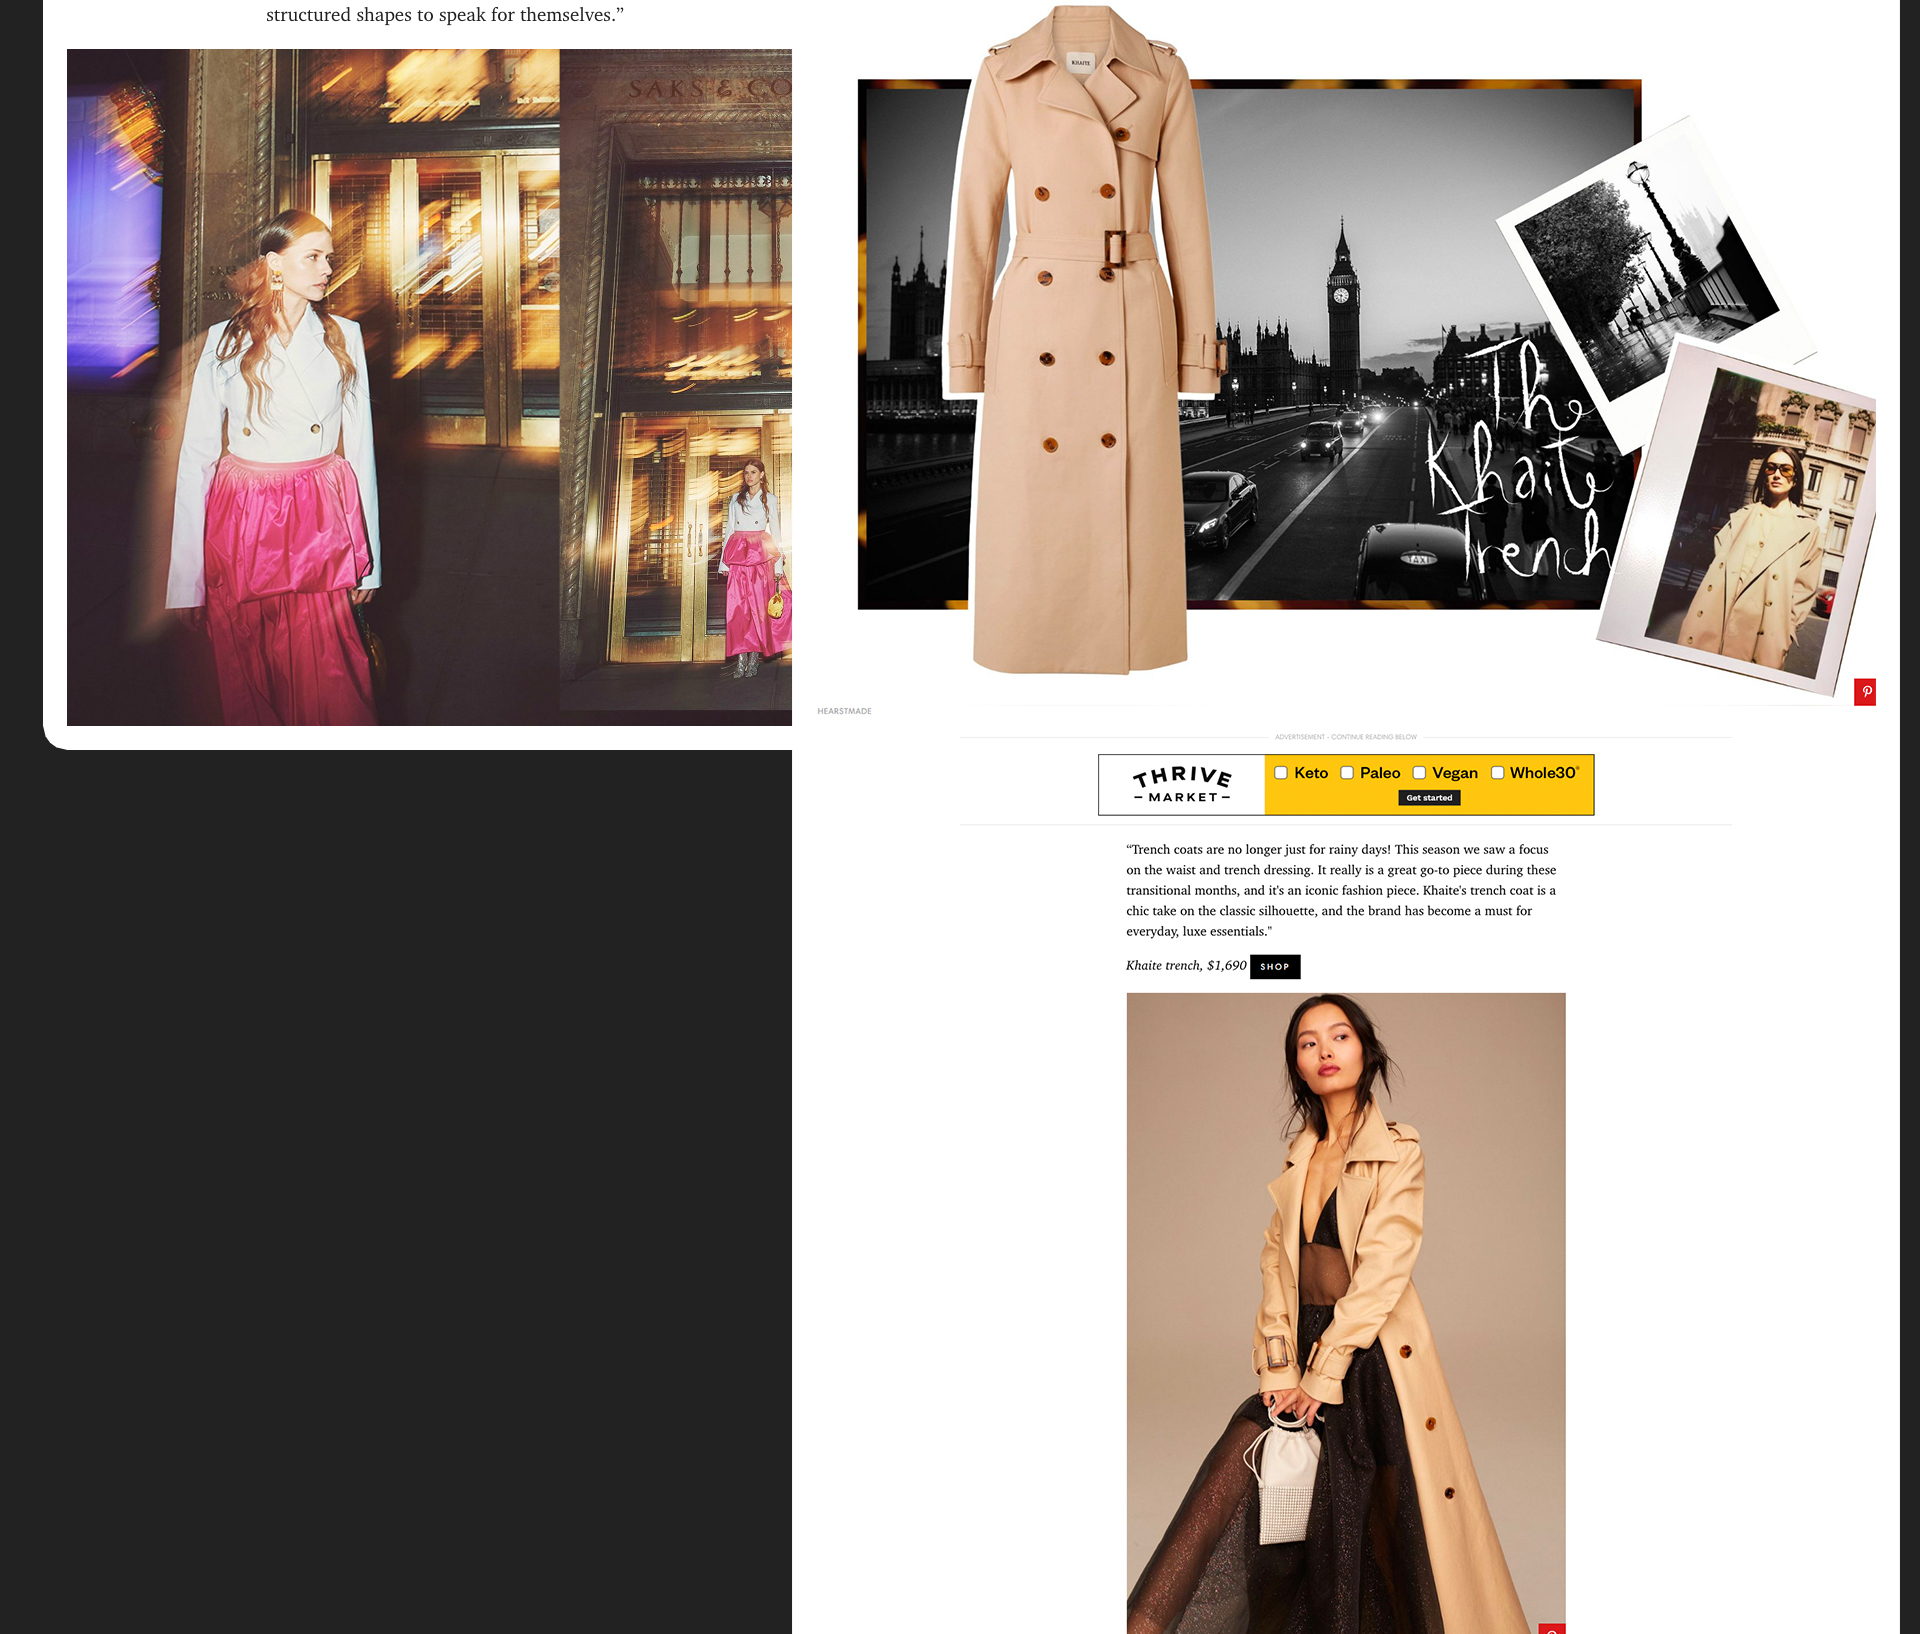 structured shapes to speak for themselves.”
SAKS & CO
KHAITE
TAXI
The
Khaite
Trench
HEARSTMADE
ADVERTISEMENT - CONTINUE READING BELOW
THRIVE
MARKET
Keto Paleo Vegan Whole30®
Get started
“Trench coats are no longer just for rainy days! This season we saw a focus
on the waist and trench dressing. It really is a great go-to piece during these
transitional months, and it's an iconic fashion piece. Khaite's trench coat is a
chic take on the classic silhouette, and the brand has become a must for
everyday, luxe essentials."
Khaite trench, $1,690 SHOP